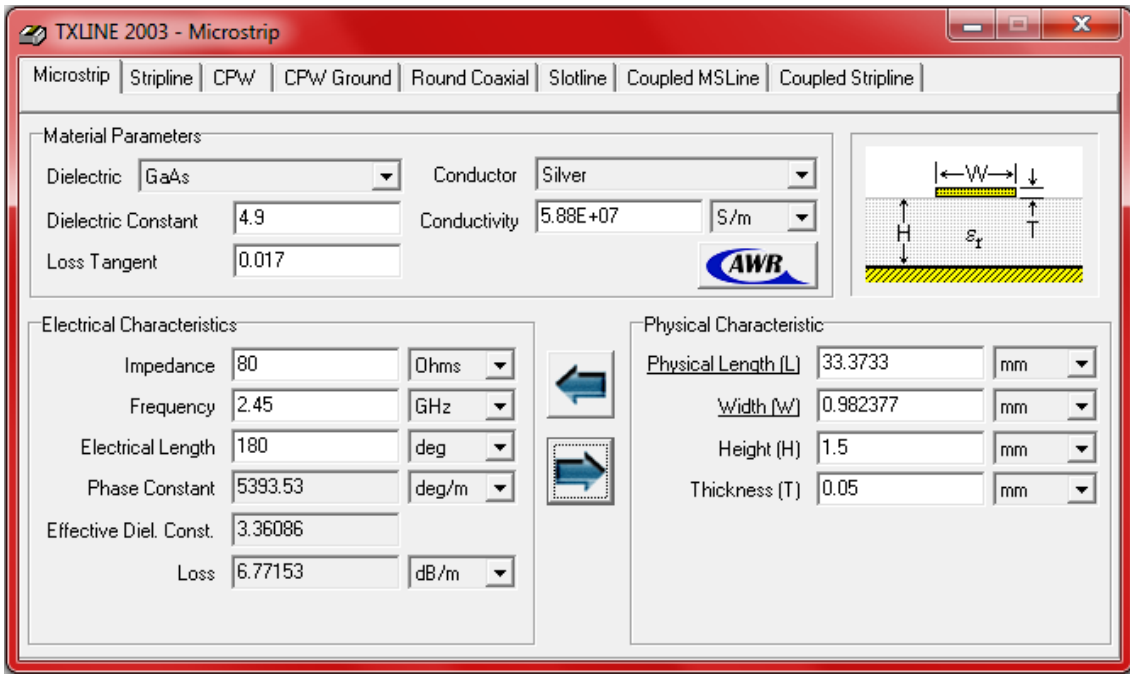 TXLINE 2003 - Microstrip
Microstrip Stripline CPW CPW Ground Round Coaxial Slotline Coupled MSLine Coupled Stripline
Material Parameters
Dielectric GaAs Conductor Silver
Dielectric Constant 4.9 Conductivity 5.88E+07 S/m
Loss Tangent 0.017 AWR
W T H εr T
Electrical Characteristics
Impedance 80 Ohms
Frequency 2.45 GHz
Electrical Length 180 deg
Phase Constant 5393.53 deg/m
Effective Diel. Const. 3.36086
Loss 6.77153 dB/m
Physical Characteristic
Physical Length (L) 33.3733 mm
Width (W) 0.982377 mm
Height (H) 1.5 mm
Thickness (T) 0.05 mm